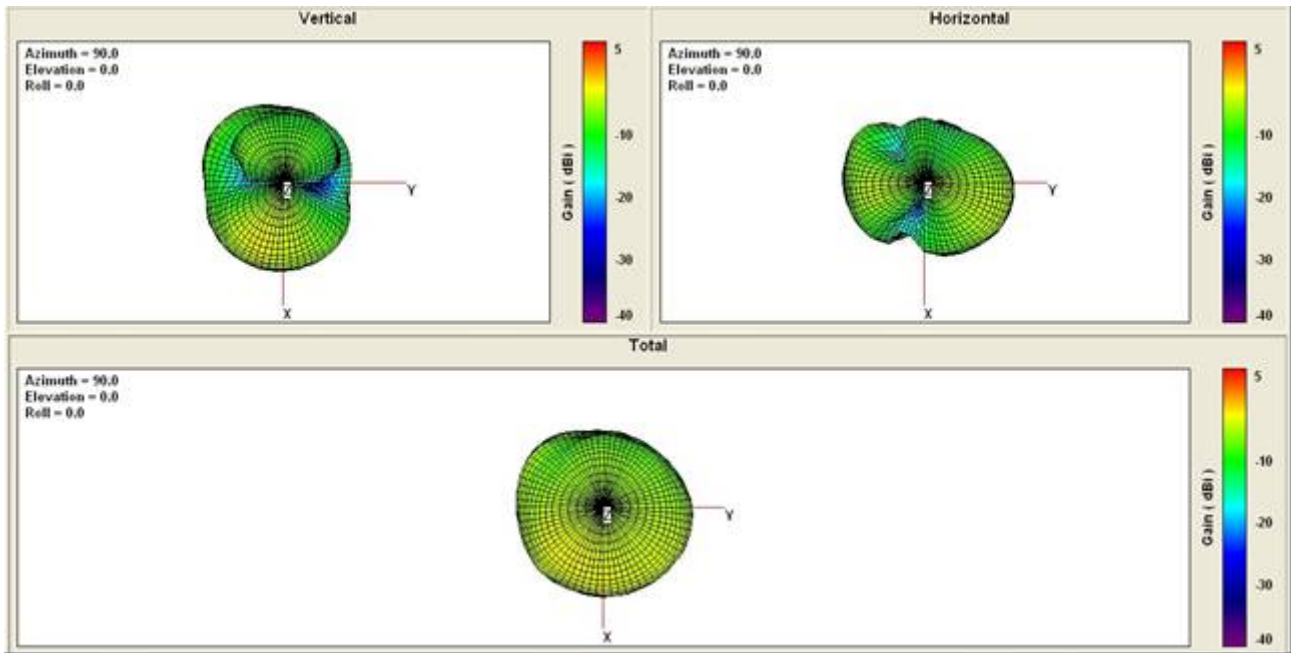 Vertical
Azimuth = 90.0
Elevation = 0.0
Roll = 0.0
Y
X
Z
5
-10
-20
-30
-40
Gain ( dBi )
Horizontal
Azimuth = 90.0
Elevation = 0.0
Roll = 0.0
Y
X
Z
5
-10
-20
-30
-40
Gain ( dBi )
Total
Azimuth = 90.0
Elevation = 0.0
Roll = 0.0
Y
X
Z
5
-10
-20
-30
-40
Gain ( dBi )